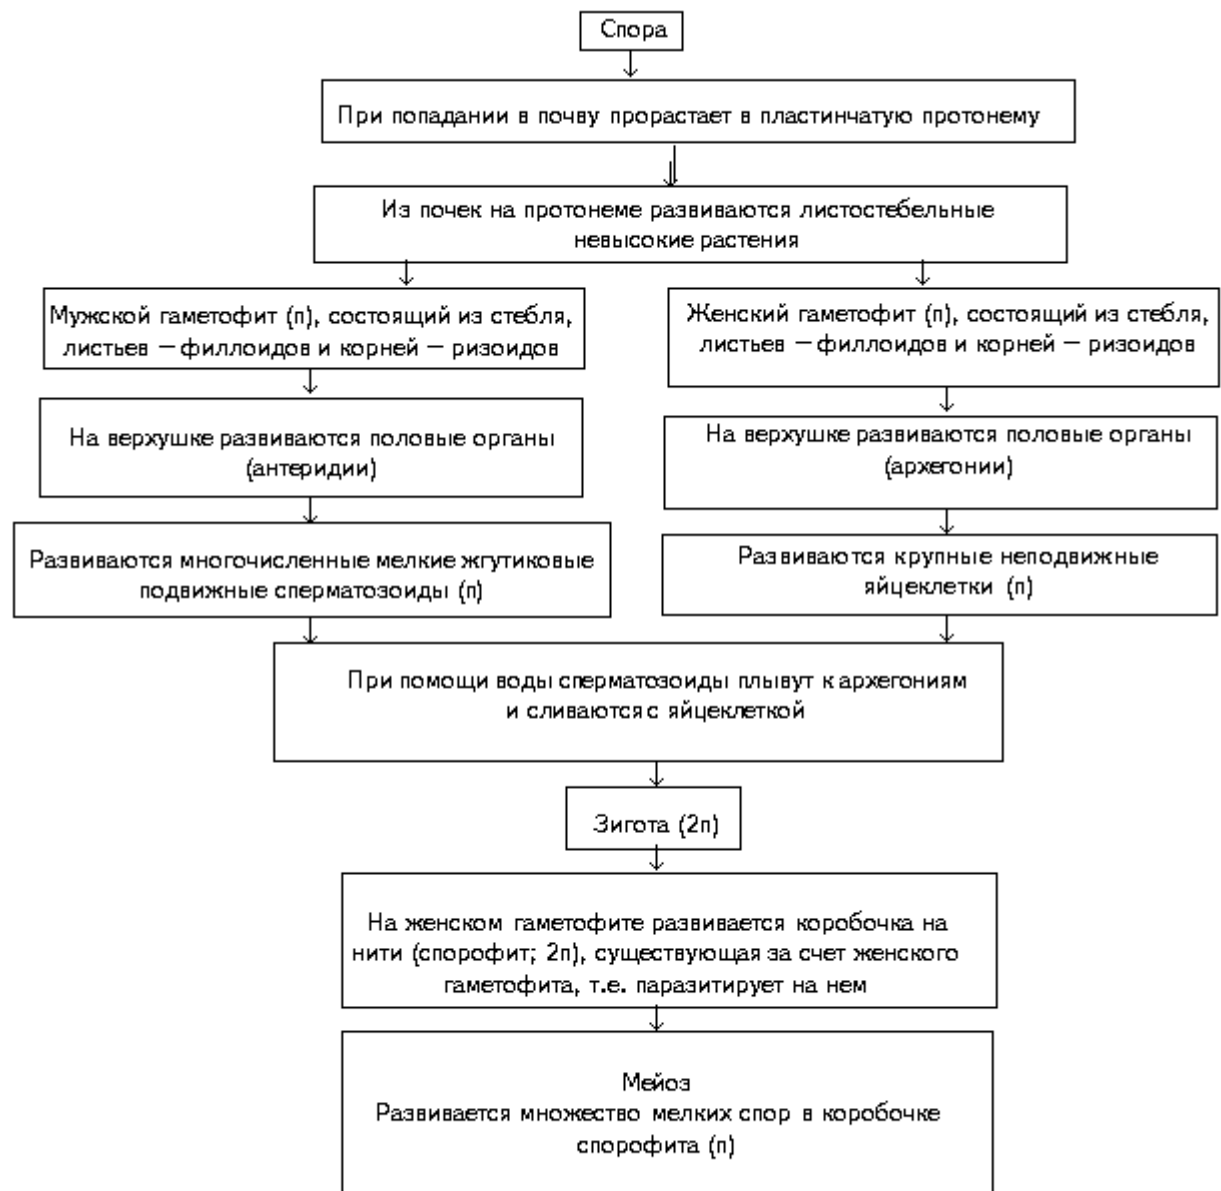 Спора
При попадании в почву прорастает в пластинчатую протонему
Из почек на протонеме развиваются листостебельные
невысокие растения
Мужской гаметофит (п), состоящий из стебля,
листьев — филлоидов и корней — ризоидов
Женский гаметофит (п), состоящий из стебля,
листьев — филлоидов и корней — ризоидов
На верхушке развиваются половые органы
(антеридии)
На верхушке развиваются половые органы
(архегонии)
Развиваются многочисленные мелкие жгутиковые
подвижные сперматозоиды (п)
Развиваются крупные неподвижные
яйцеклетки (п)
При помощи воды сперматозоиды плывут к архегониям
и сливаются с яйцеклеткой
Зигота (2п)
На женском гаметофите развивается коробочка на
нити (спорофит; 2п), существующая за счет женского
гаметофита, т.е. паразитирует на нем
Мейоз
Развивается множество мелких спор в коробочке
спорофита (п)